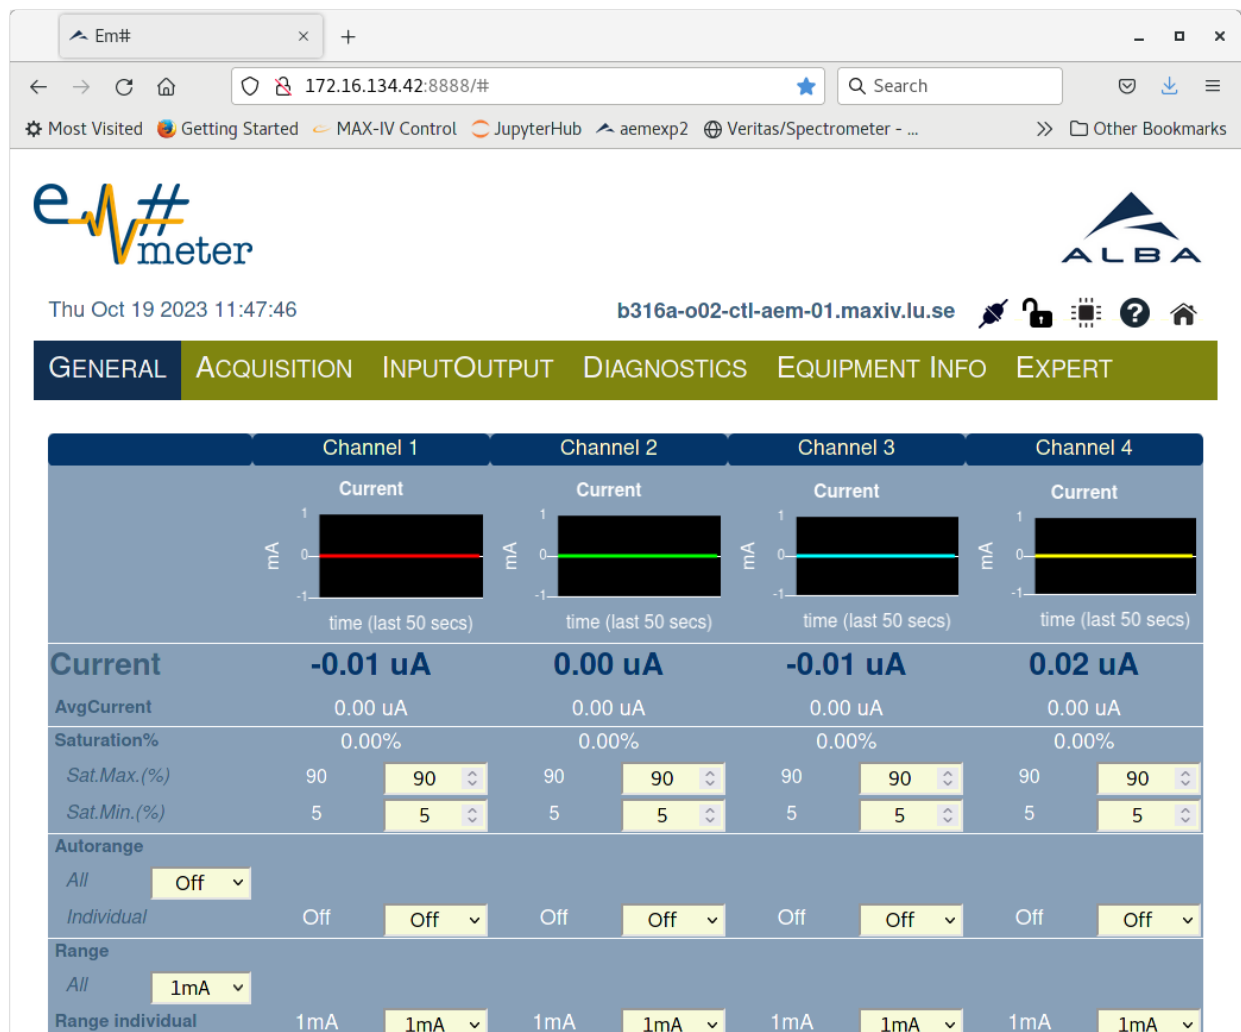 Em#
172.16.134.42:8888/#
Search
Most Visited Getting Started MAX-IV Control JupyterHub aemexp2 Veritas/Spectrometer - ... Other Bookmarks
e # meter
ALBA
Thu Oct 19 2023 11:47:46 b316a-o02-ctl-aem-01.maxiv.lu.se
GENERAL ACQUISITION INPUTOUTPUT DIAGNOSTICS EQUIPMENT INFO EXPERT
Channel 1 Channel 2 Channel 3 Channel 4
Current Current Current Current
1 1 1 1
mA 0 mA 0 mA 0 mA 0
-1 -1 -1 -1
time (last 50 secs) time (last 50 secs) time (last 50 secs) time (last 50 secs)
Current -0.01 uA 0.00 uA -0.01 uA 0.02 uA
AvgCurrent 0.00 uA 0.00 uA 0.00 uA 0.00 uA
Saturation% 0.00% 0.00% 0.00% 0.00%
Sat.Max.(%) 90 90 90 90 90 90 90 90
Sat.Min.(%) 5 5 5 5 5 5 5 5
Autorange
All Off
Individual Off Off Off Off Off Off Off Off
Range
All 1mA
Range individual 1mA 1mA 1mA 1mA 1mA 1mA 1mA 1mA